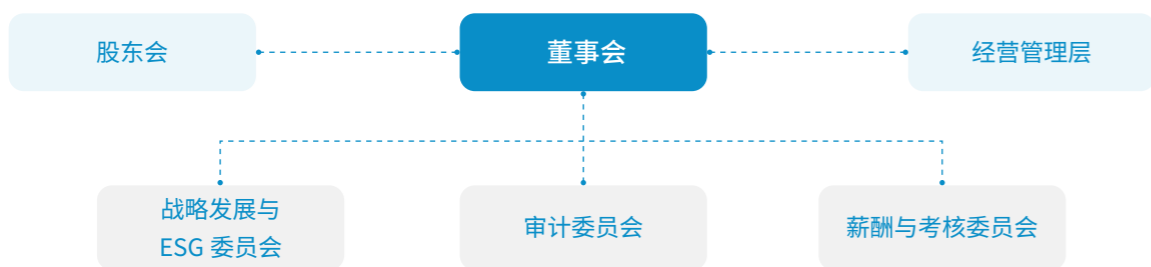 股东会
董事会
经营管理层
战略发展与
ESG 委员会
审计委员会
薪酬与考核委员会